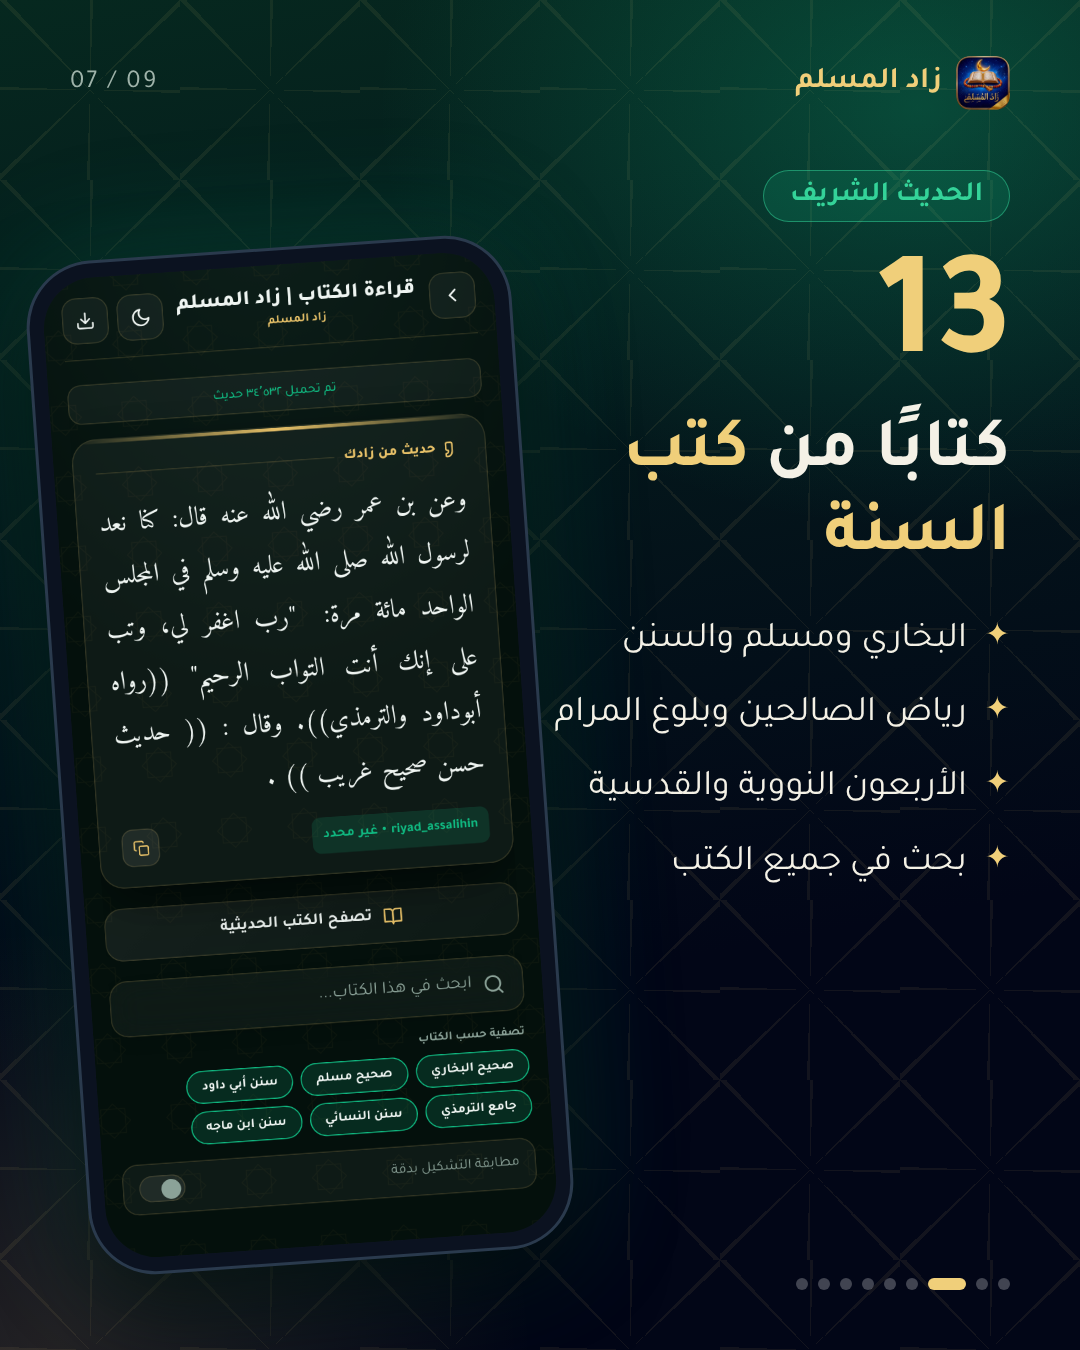 زاد المسلم
07 / 09
الحديث الشريف
13
كتابًا من كتب
السنة
البخاري ومسلم والسنن
رياض الصالحين وبلوغ المرام
الأربعون النووية والقدسية
بحث في جميع الكتب
قراءة الكتاب | زاد المسلم
زاد المسلم
تم تحميل ٣٤٬٥٣٢ حديث
حديث من زادك
وعن بن عمر رضي الله عنه قال: كنا نعد
لرسول الله صلى الله عليه وسلم في المجلس
الواحد مائة مرة: "رب اغفر لي، وتب
على إنك أنت التواب الرحيم" ((رواه
أبوداود والترمذي)). وقال : (( حديث
حسن صحيح غريب )) .
riyad_assalihin • غير محدد
تصفح الكتب الحديثية
ابحث في هذا الكتاب...
تصفية حسب الكتاب
صحيح البخاري صحيح مسلم سنن أبي داود
جامع الترمذي سنن النسائي سنن ابن ماجه
مطابقة التشكيل بدقة